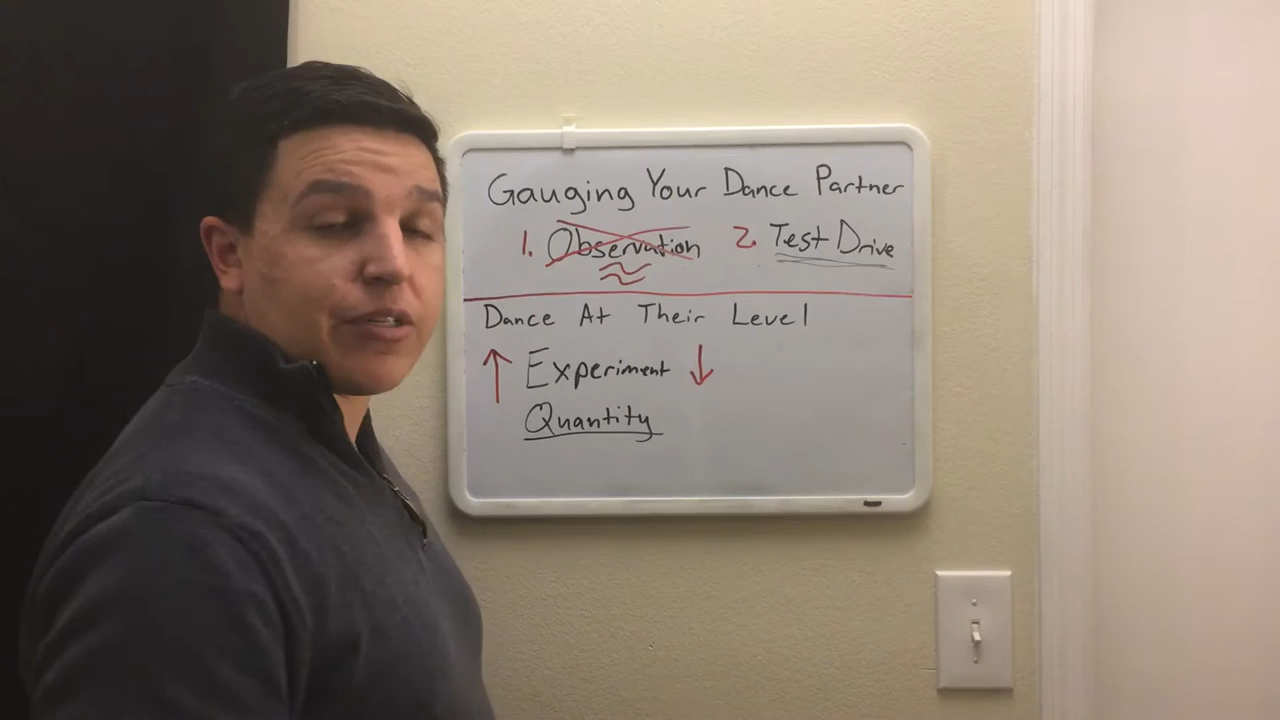 Gauging Your Dance Partner
1. Observation 2. Test Drive
Dance At Their Level
↑ Experiment ↓
Quantity